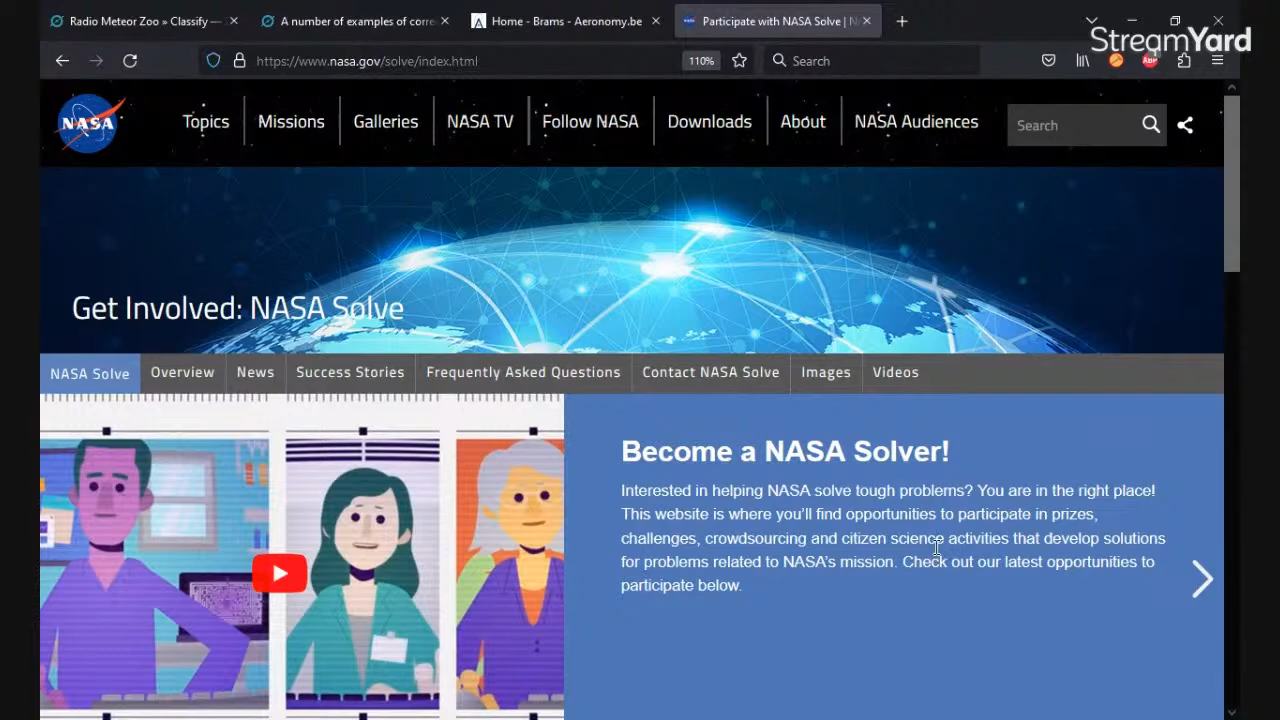 Radio Meteor Zoo » Classify —
A number of examples of corre
Home - Brams - Aeronomy.be
Participate with NASA Solve | N
StreamYard
https://www.nasa.gov/solve/index.html
110%
Search
ABP
NASA
Topics
Missions
Galleries
NASA TV
Follow NASA
Downloads
About
NASA Audiences
Search
Get Involved: NASA Solve
NASA Solve
Overview
News
Success Stories
Frequently Asked Questions
Contact NASA Solve
Images
Videos
Become a NASA Solver!
Interested in helping NASA solve tough problems? You are in the right place!
This website is where you'll find opportunities to participate in prizes,
challenges, crowdsourcing and citizen science activities that develop solutions
for problems related to NASA's mission. Check out our latest opportunities to
participate below.